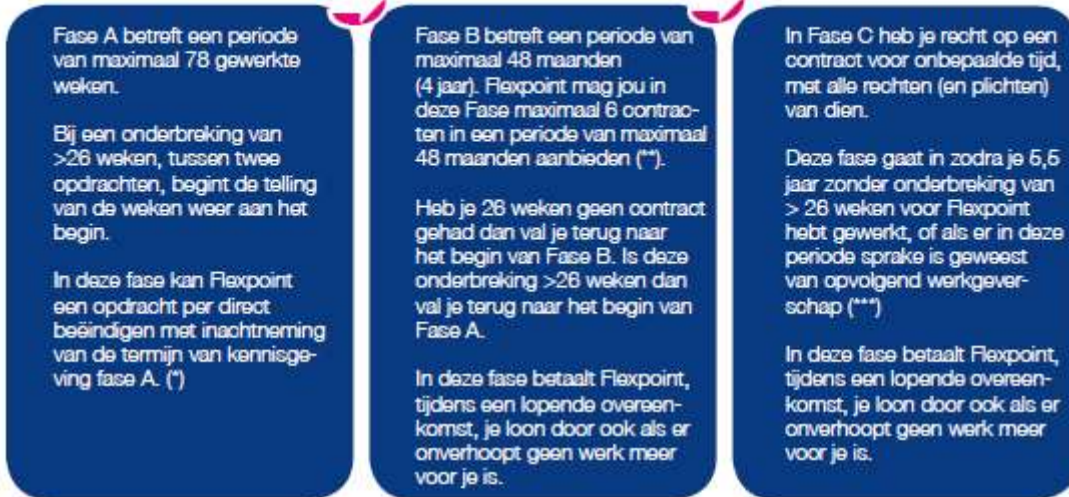 Fase A betreft een periode
van maximaal 78 gewerkte
weken.
Bij een onderbreking van
>26 weken, tussen twee
opdrachten, begint de telling
van de weken weer aan het
begin.
In deze fase kan Flexpoint
een opdracht per direct
beëindigen met inachtneming
van de termijn van kennisge-
ving fase A. (*)
Fase B betreft een periode van
maximaal 48 maanden
(4 jaar). Flexpoint mag jou in
deze Fase maximaal 6 contrac-
ten in een periode van maximaal
48 maanden aanbieden (**).
Heb je 26 weken geen contract
gehad dan val je terug naar
het begin van Fase B. Is deze
onderbreking >26 weken dan
val je terug naar het begin van
Fase A.
In deze fase betaalt Flexpoint,
tijdens een lopende overeen-
komst, je loon door ook als er
onverhoopt geen werk meer
voor je is.
In Fase C heb je recht op een
contract voor onbepaalde tijd,
met alle rechten (en plichten)
van dien.
Deze fase gaat in zodra je 5,5
jaar zonder onderbreking van
> 26 weken voor Flexpoint
hebt gewerkt, of als er in deze
periode sprake is geweest
van opvolgend werkgever-
schap (***)
In deze fase betaalt Flexpoint,
tijdens een lopende overeen-
komst, je loon door ook als er
onverhoopt geen werk meer
voor je is.